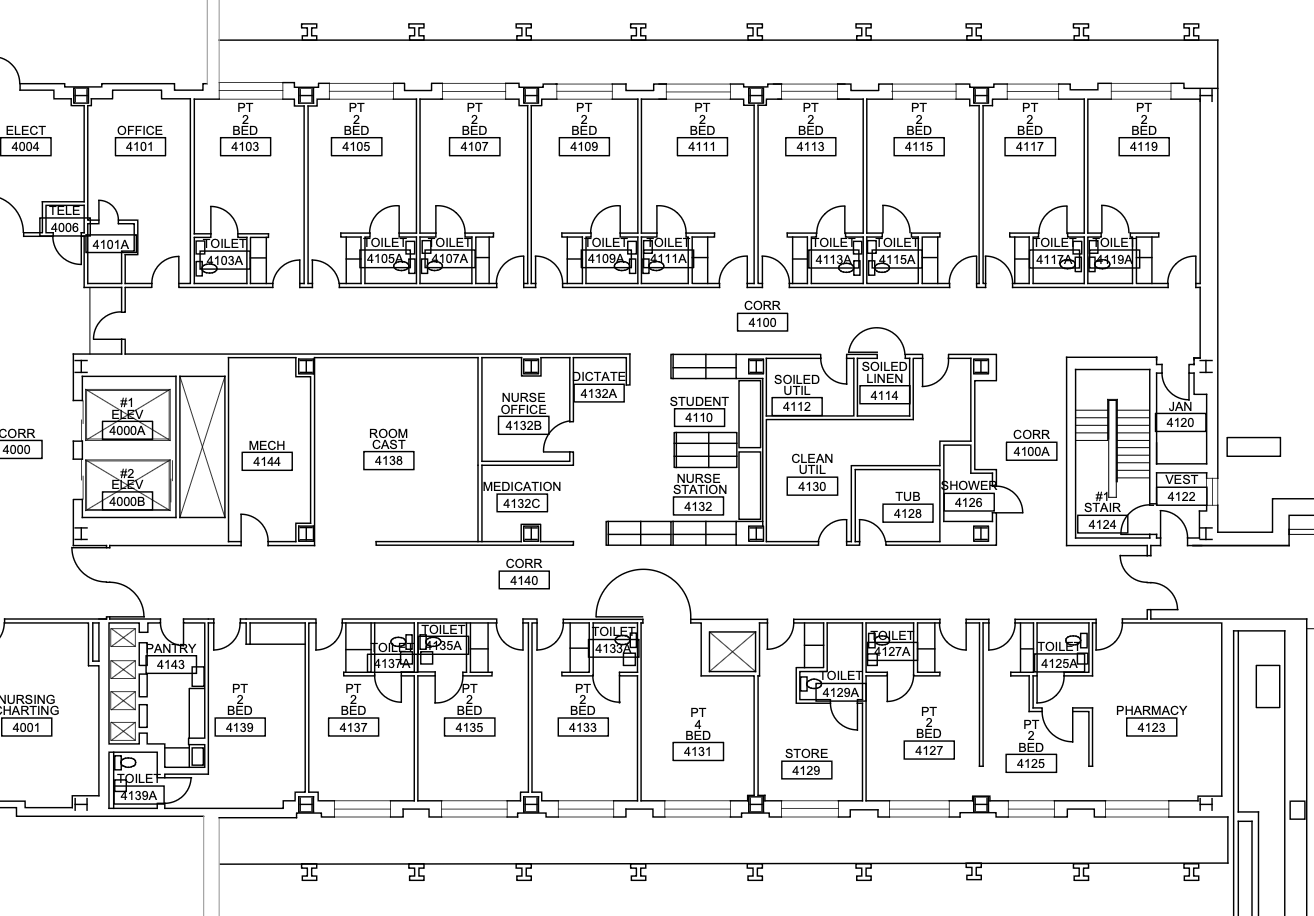 ELECT
4004
OFFICE
4101
PT
2
BED
4103
PT
2
BED
4105
PT
2
BED
4107
PT
2
BED
4109
PT
2
BED
4111
PT
2
BED
4113
PT
2
BED
4115
PT
2
BED
4117
PT
2
BED
4119
TELE
4006
4101A
TOILET
4103A
TOILET
4105A
TOILET
4107A
TOILET
4109A
TOILET
4111A
TOILET
4113A
TOILET
4115A
TOILET
4117A
TOILET
4119A
CORR
4100
CORR
4000
#1
ELEV
4000A
#2
ELEV
4000B
MECH
4144
ROOM
CAST
4138
NURSE
OFFICE
4132B
DICTATE
4132A
MEDICATION
4132C
STUDENT
4110
NURSE
STATION
4132
SOILED
UTIL
4112
SOILED
LINEN
4114
CLEAN
UTIL
4130
TUB
4128
SHOWER
4126
CORR
4100A
#1
STAIR
4124
JAN
4120
VEST
4122
CORR
4140
NURSING
CHARTING
4001
PANTRY
4143
TOILET
4139A
PT
2
BED
4139
PT
2
BED
4137
TOILET
4137A
TOILET
4135A
PT
2
BED
4135
PT
2
BED
4133
TOILET
4133A
PT
4
BED
4131
STORE
4129
TOILET
4129A
TOILET
4127A
PT
2
BED
4127
PT
2
BED
4125
TOILET
4125A
PHARMACY
4123